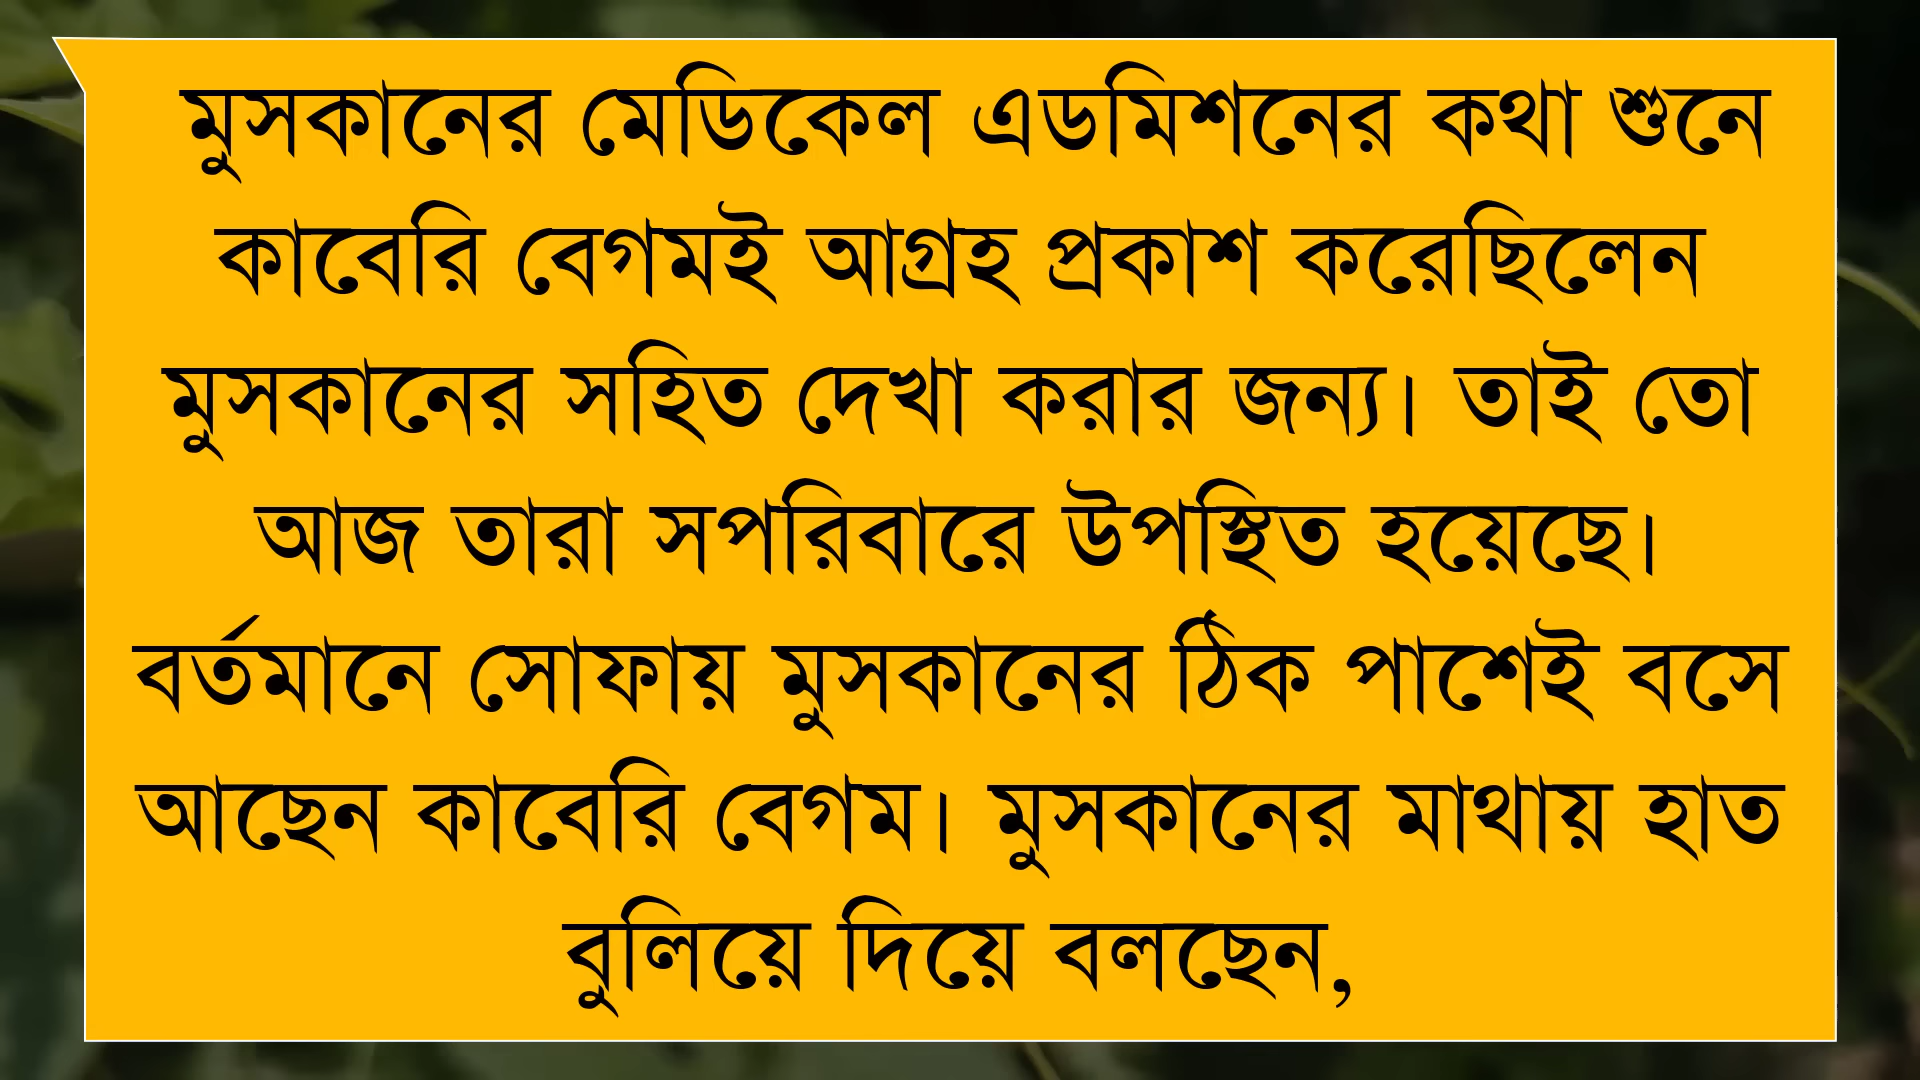 মুসকানের মেডিকেল এডমিশনের কথা শুনে
কাবেরি বেগমই আগ্রহ প্রকাশ করেছিলেন
মুসকানের সহিত দেখা করার জন্য। তাই তো
আজ তারা সপরিবারে উপস্থিত হয়েছে।
বর্তমানে সোফায় মুসকানের ঠিক পাশেই বসে
আছেন কাবেরি বেগম। মুসকানের মাথায় হাত
বুলিয়ে দিয়ে বলছেন,